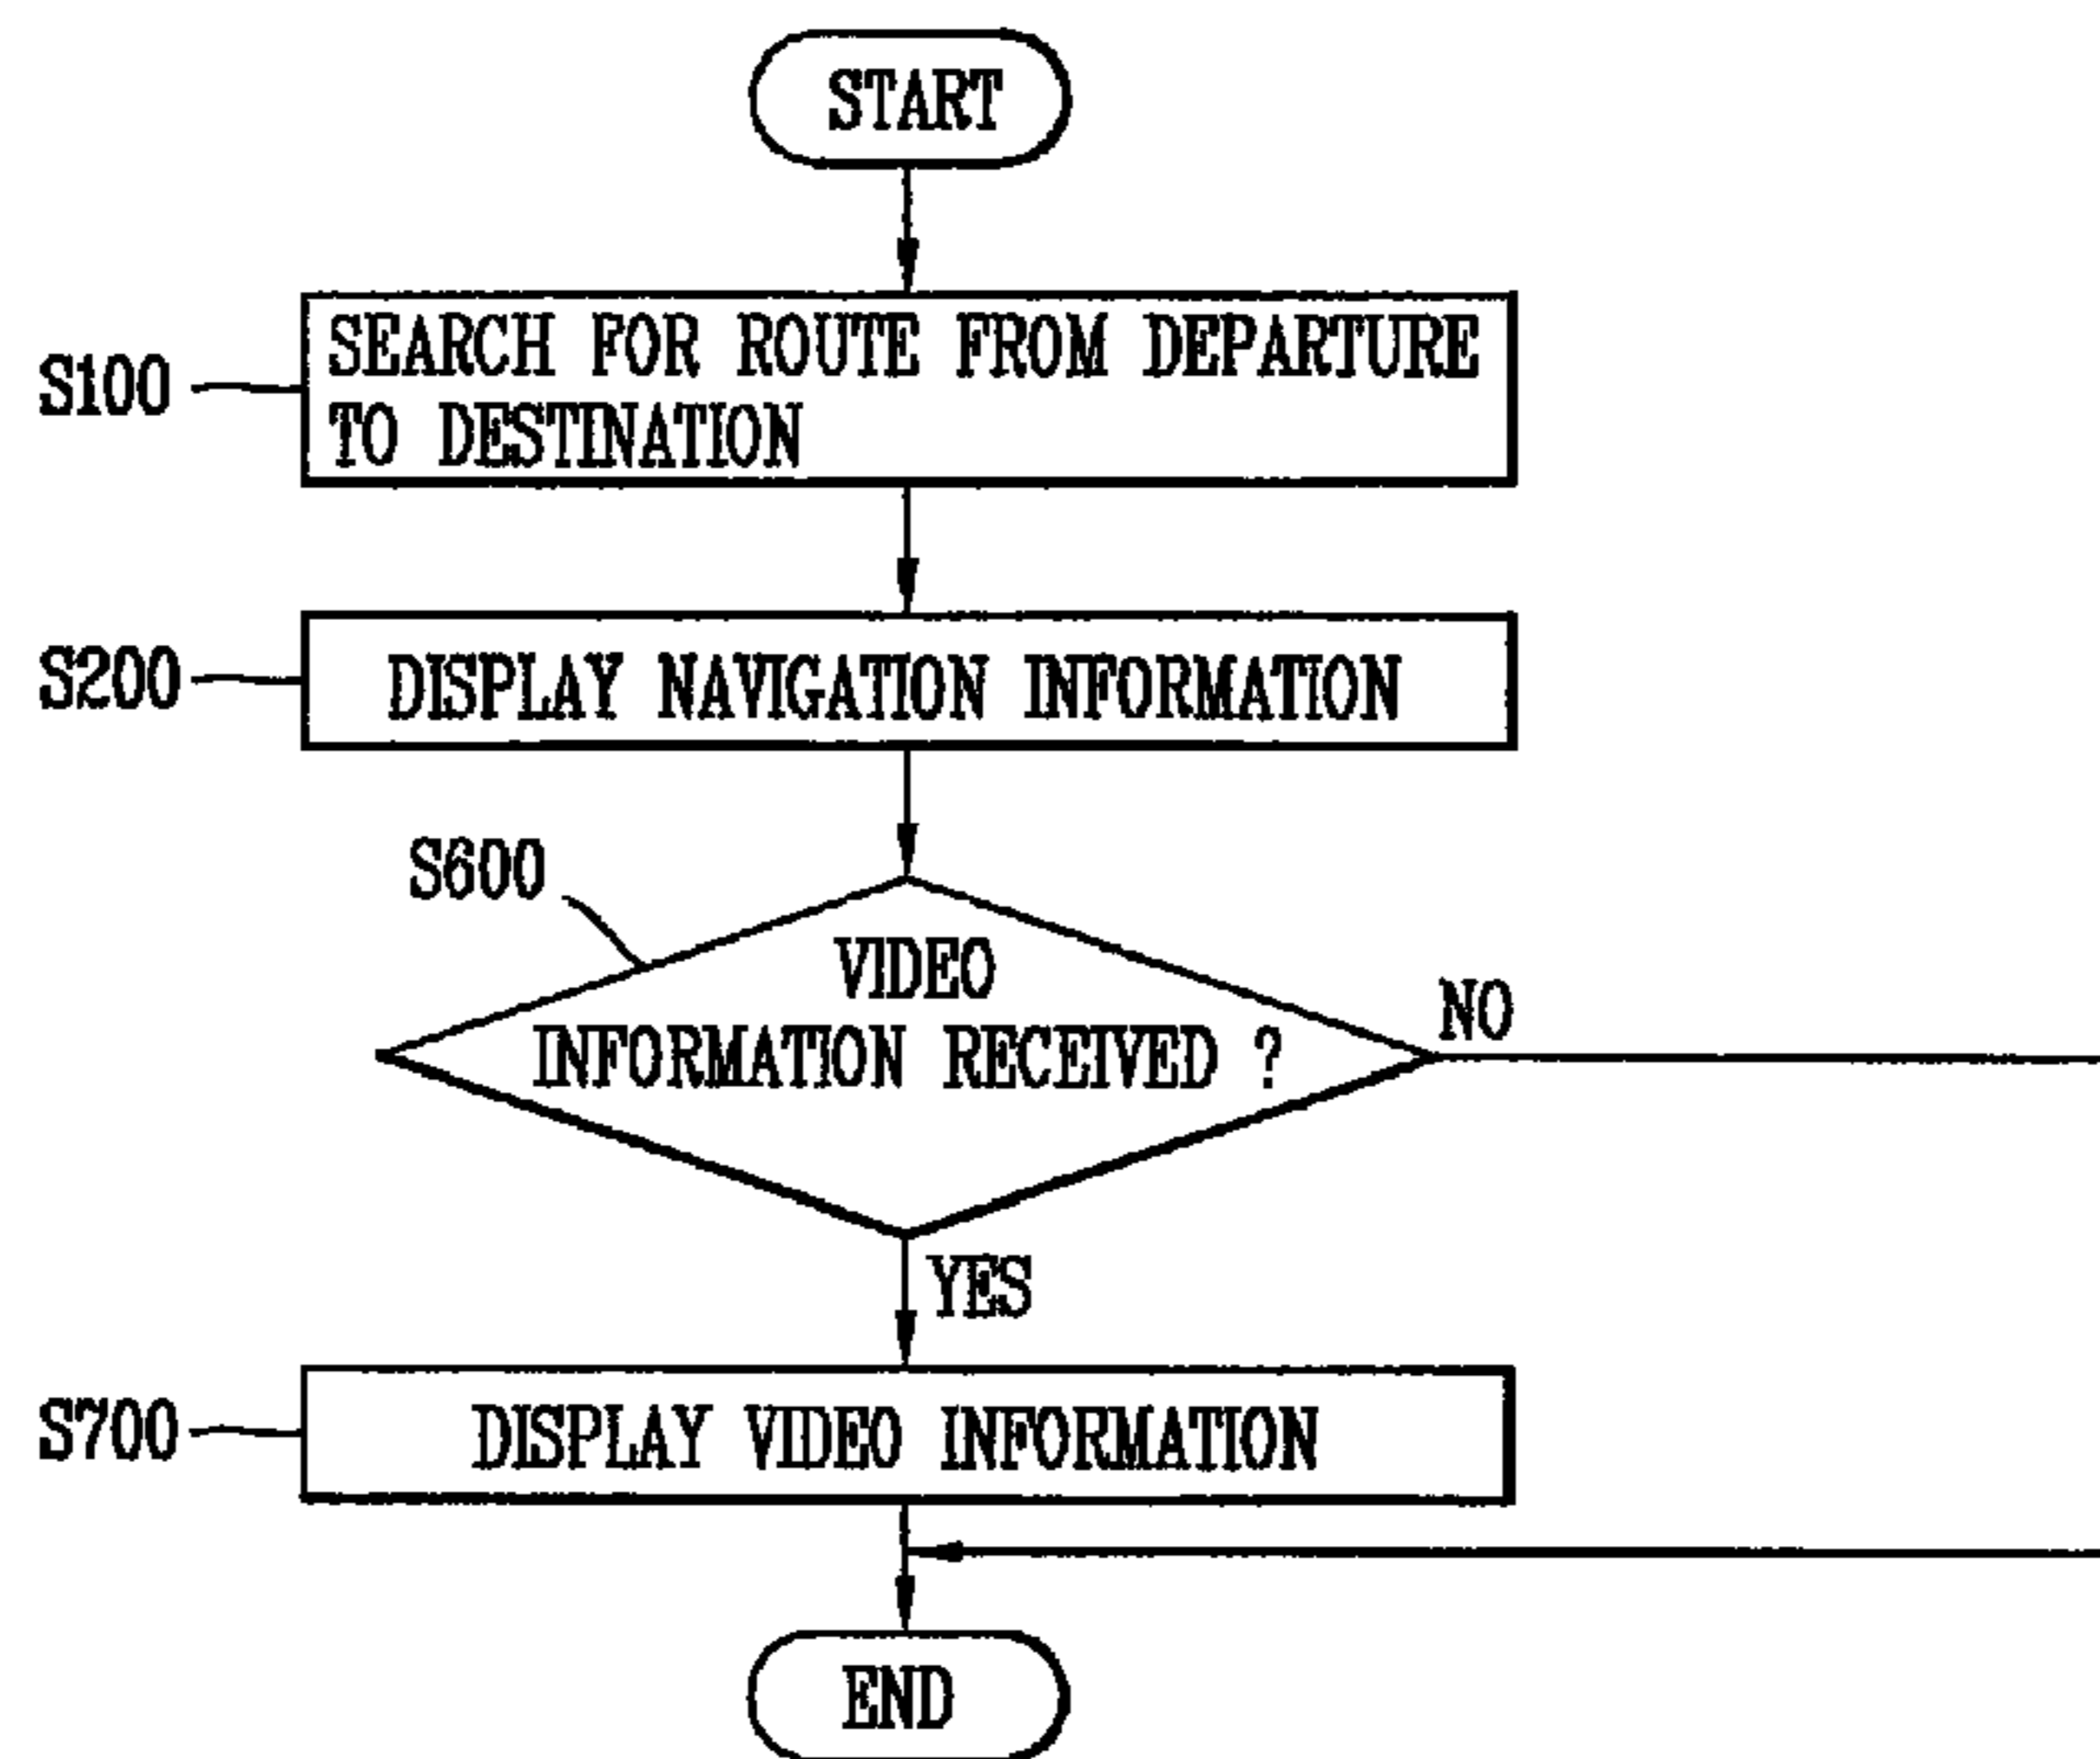 START
S100
SEARCH FOR ROUTE FROM DEPARTURE
TO DESTINATION
S200
DISPLAY NAVIGATION INFORMATION
S600
VIDEO
INFORMATION RECEIVED ?
NO
YES
S700
DISPLAY VIDEO INFORMATION
END